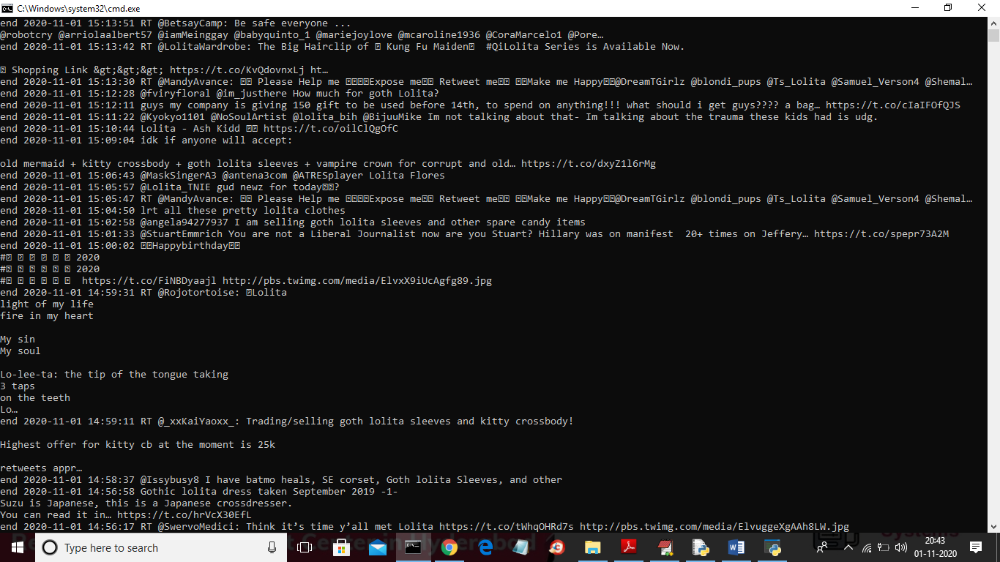 C:\Windows\system32\cmd.exe
end 2020-11-01 15:13:51 RT @BetsayCamp: Be safe everyone ...
@robotcry @arriolaalbert57 @iamMeinggay @babyquinto_1 @mariejoylove @mcaroline1936 @CoraMarcelo1 @Pore…
end 2020-11-01 15:13:42 RT @LolitaWardrobe: The Big Hairclip of Kung Fu Maiden #QiLolita Series is Available Now.
Shopping Link &gt;&gt;&gt; https://t.co/KvQdovnxLj ht…
end 2020-11-01 15:13:30 RT @MandyAvance: Please Help me Expose me Retweet me Make me Happy@DreamTGirlz @blondi_pups @Ts_Lolita @Samuel_Verson4 @Shemal…
end 2020-11-01 15:12:28 @fviryfloral @im_justhere How much for goth Lolita?
end 2020-11-01 15:12:11 guys my company is giving 150 gift to be used before 14th, to spend on anything!!! what should i get guys???? a bag… https://t.co/cIaIFOfQJS
end 2020-11-01 15:11:22 @Kyokyo1101 @NoSoulArtist @lolita_bih @BijuuMike Im not talking about that- Im talking about the trauma these kids had is udg.
end 2020-11-01 15:10:44 Lolita - Ash Kidd https://t.co/oilClQgOfC
end 2020-11-01 15:09:04 idk if anyone will accept:
old mermaid + kitty crossbody + goth lolita sleeves + vampire crown for corrupt and old… https://t.co/dxyZ1l6rMg
end 2020-11-01 15:06:43 @MaskSingerA3 @antena3com @ATRESplayer Lolita Flores
end 2020-11-01 15:05:57 @Lolita_TNIE gud newz for today?
end 2020-11-01 15:05:47 RT @MandyAvance: Please Help me Expose me Retweet me Make me Happy@DreamTGirlz @blondi_pups @Ts_Lolita @Samuel_Verson4 @Shemal…
end 2020-11-01 15:04:50 lrt all these pretty lolita clothes
end 2020-11-01 15:02:58 @angela94277937 I am selling goth lolita sleeves and other spare candy items
end 2020-11-01 15:01:33 @StuartEmmrich You are not a Liberal Journalist now are you Stuart? Hillary was on manifest  20+ times on Jeffery… https://t.co/spepr73A2M
end 2020-11-01 15:00:02 Happybirthday
# 2020
# 2020
# https://t.co/FiNBDyaajl http://pbs.twimg.com/media/ElvxX9iUcAgfg89.jpg
end 2020-11-01 14:59:31 RT @Rojotortoise: Lolita
light of my life
fire in my heart
My sin
My soul
Lo-lee-ta: the tip of the tongue taking
3 taps
on the teeth
Lo…
end 2020-11-01 14:59:11 RT @_xxKaiYaoxx_: Trading/selling goth lolita sleeves and kitty crossbody!
Highest offer for kitty cb at the moment is 25k
retweets appr…
end 2020-11-01 14:58:37 @Issybusy8 I have batmo heals, SE corset, Goth lolita Sleeves, and other
end 2020-11-01 14:56:58 Gothic lolita dress taken September 2019 -1-
Suzu is Japanese, this is a Japanese crossdresser.
You can read it in… https://t.co/hrVcX30EfL
end 2020-11-01 14:56:17 RT @SwervoMedici: Think it’s time y’all met Lolita https://t.co/tWhqOHRd7s http://pbs.twimg.com/media/ElvuggeXgAAh8LW.jpg
Type here to search
20:43
01-11-2020